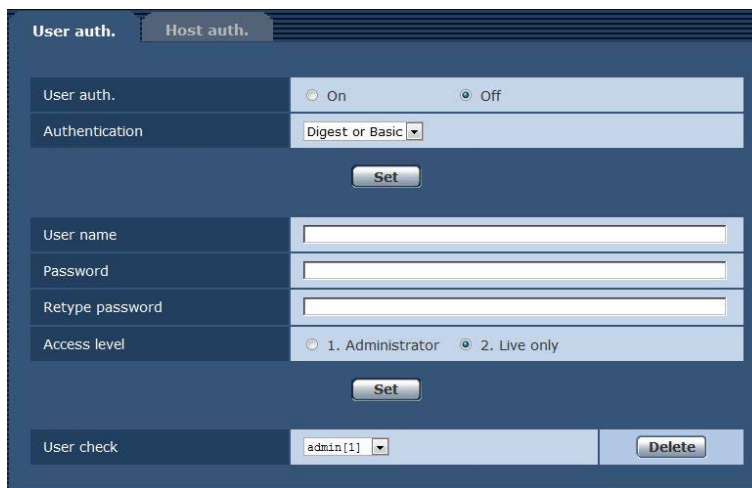 User auth. Host auth.
User auth. On Off
Authentication Digest or Basic
Set
User name
Password
Retype password
Access level 1. Administrator 2. Live only
Set
User check admin[1] Delete